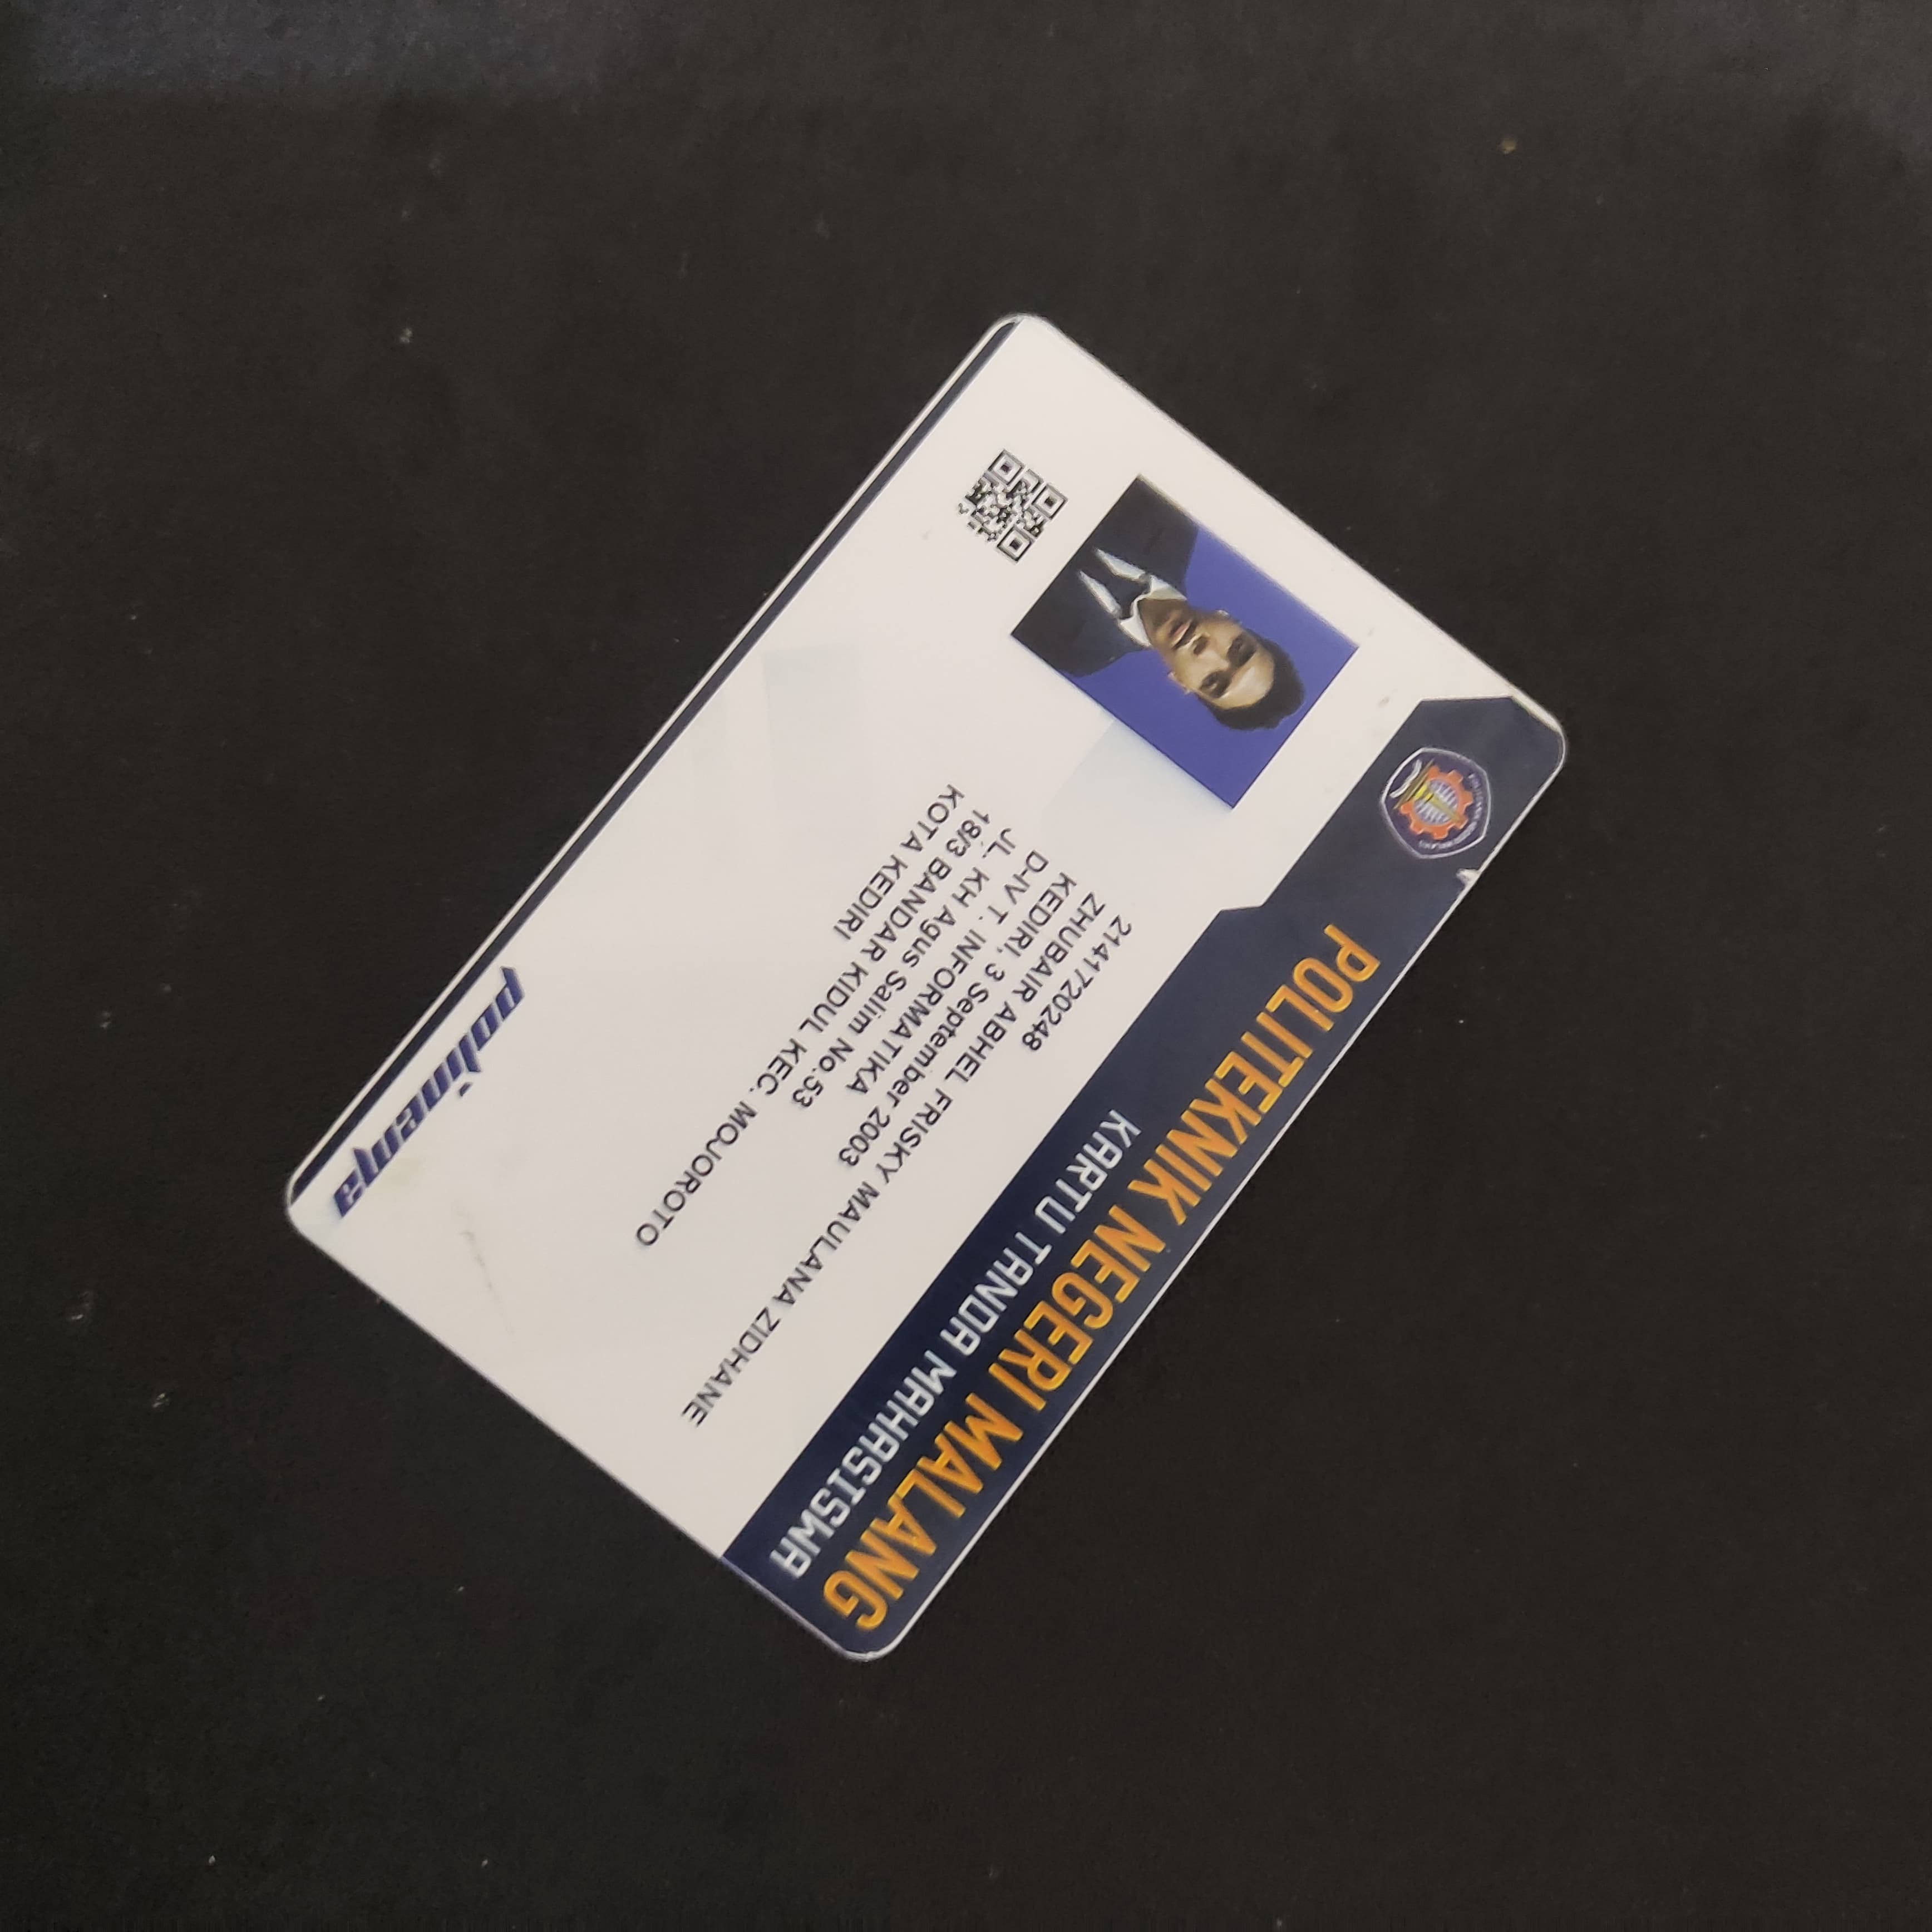 POLITEKNIK NEGERI MALANG
KARTU TANDA MAHASISWA
2141720248
ZHUBAIR ABHEL FRISKY MAULANA ZIDHANE
KEDIRI, 3 September 2003
D-IV T. INFORMATIKA
JL. KH Agus Salim No.53
18/3 BANDAR KIDUL KEC. MOJOROTO
KOTA KEDIRI
polinema